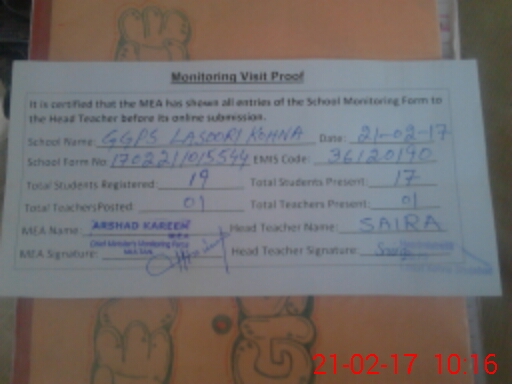 Monitoring Visit Proof
It is certified that the MEA has shown all entries of the School Monitoring Form to
the Head Teacher before its online submission.
School Name: GGPS LASOORI KOHNA Date: 21-02-17
School Form No 1702211015544 EMIS Code: 36120190
Total Students Registered: 19 Total Students Present: 17
Total Teachers Posted: 01 Total Teachers Present: 01
MEA Name: ARSHAD KAREEM Head Teacher Name: SAIRA
M.E.A
Chief Minister's Monitoring Force
MEA Signature: Head Teacher Signature: Saira
21-02-17 10:16